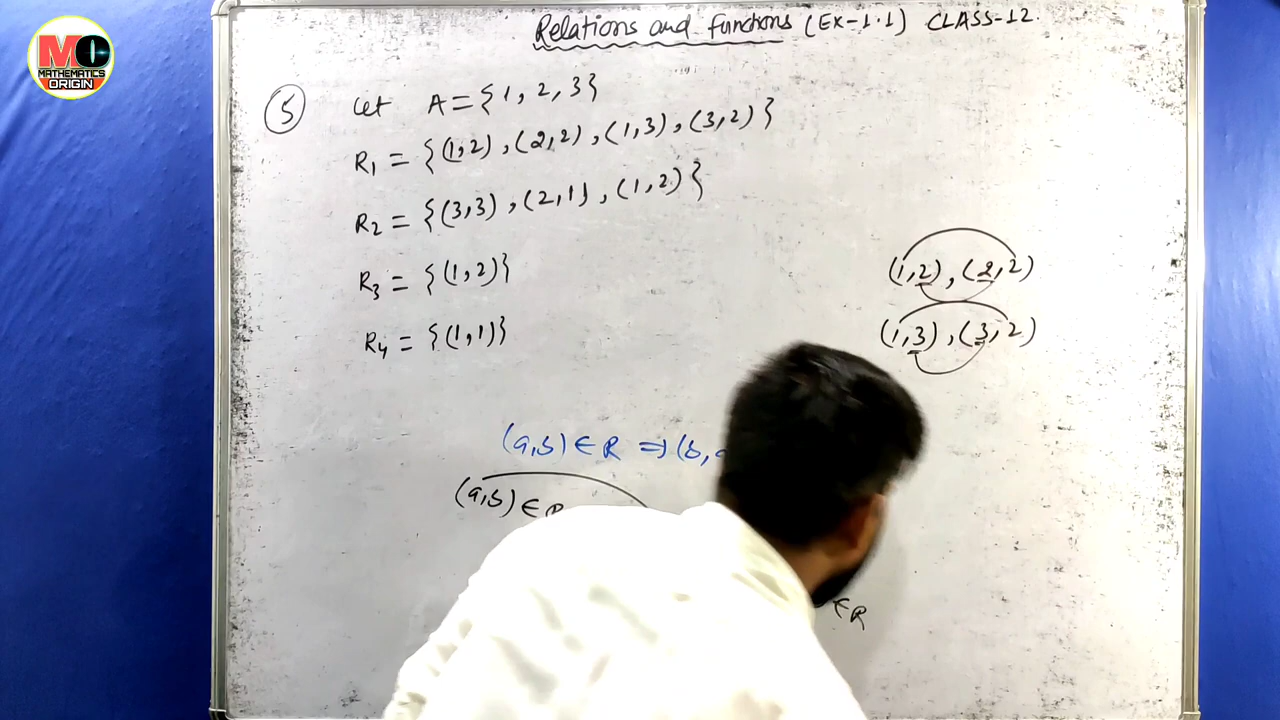 MO
MATHEMATICS
ORIGIN
Relations and functions (EX-1.1) CLASS-12.
5 Let A = {1, 2, 3}
R₁ = {(1,2), (2,2), (1,3), (3,2)}
R₂ = {(3,3), (2,1), (1,2)}
R₃ = {(1,2)}
R₄ = {(1,1)}
(1,2), (2,2)
(1,3), (3,2)
(a,b) ∈ R ⇒ (b,
(a,b) ∈ R
∈ R